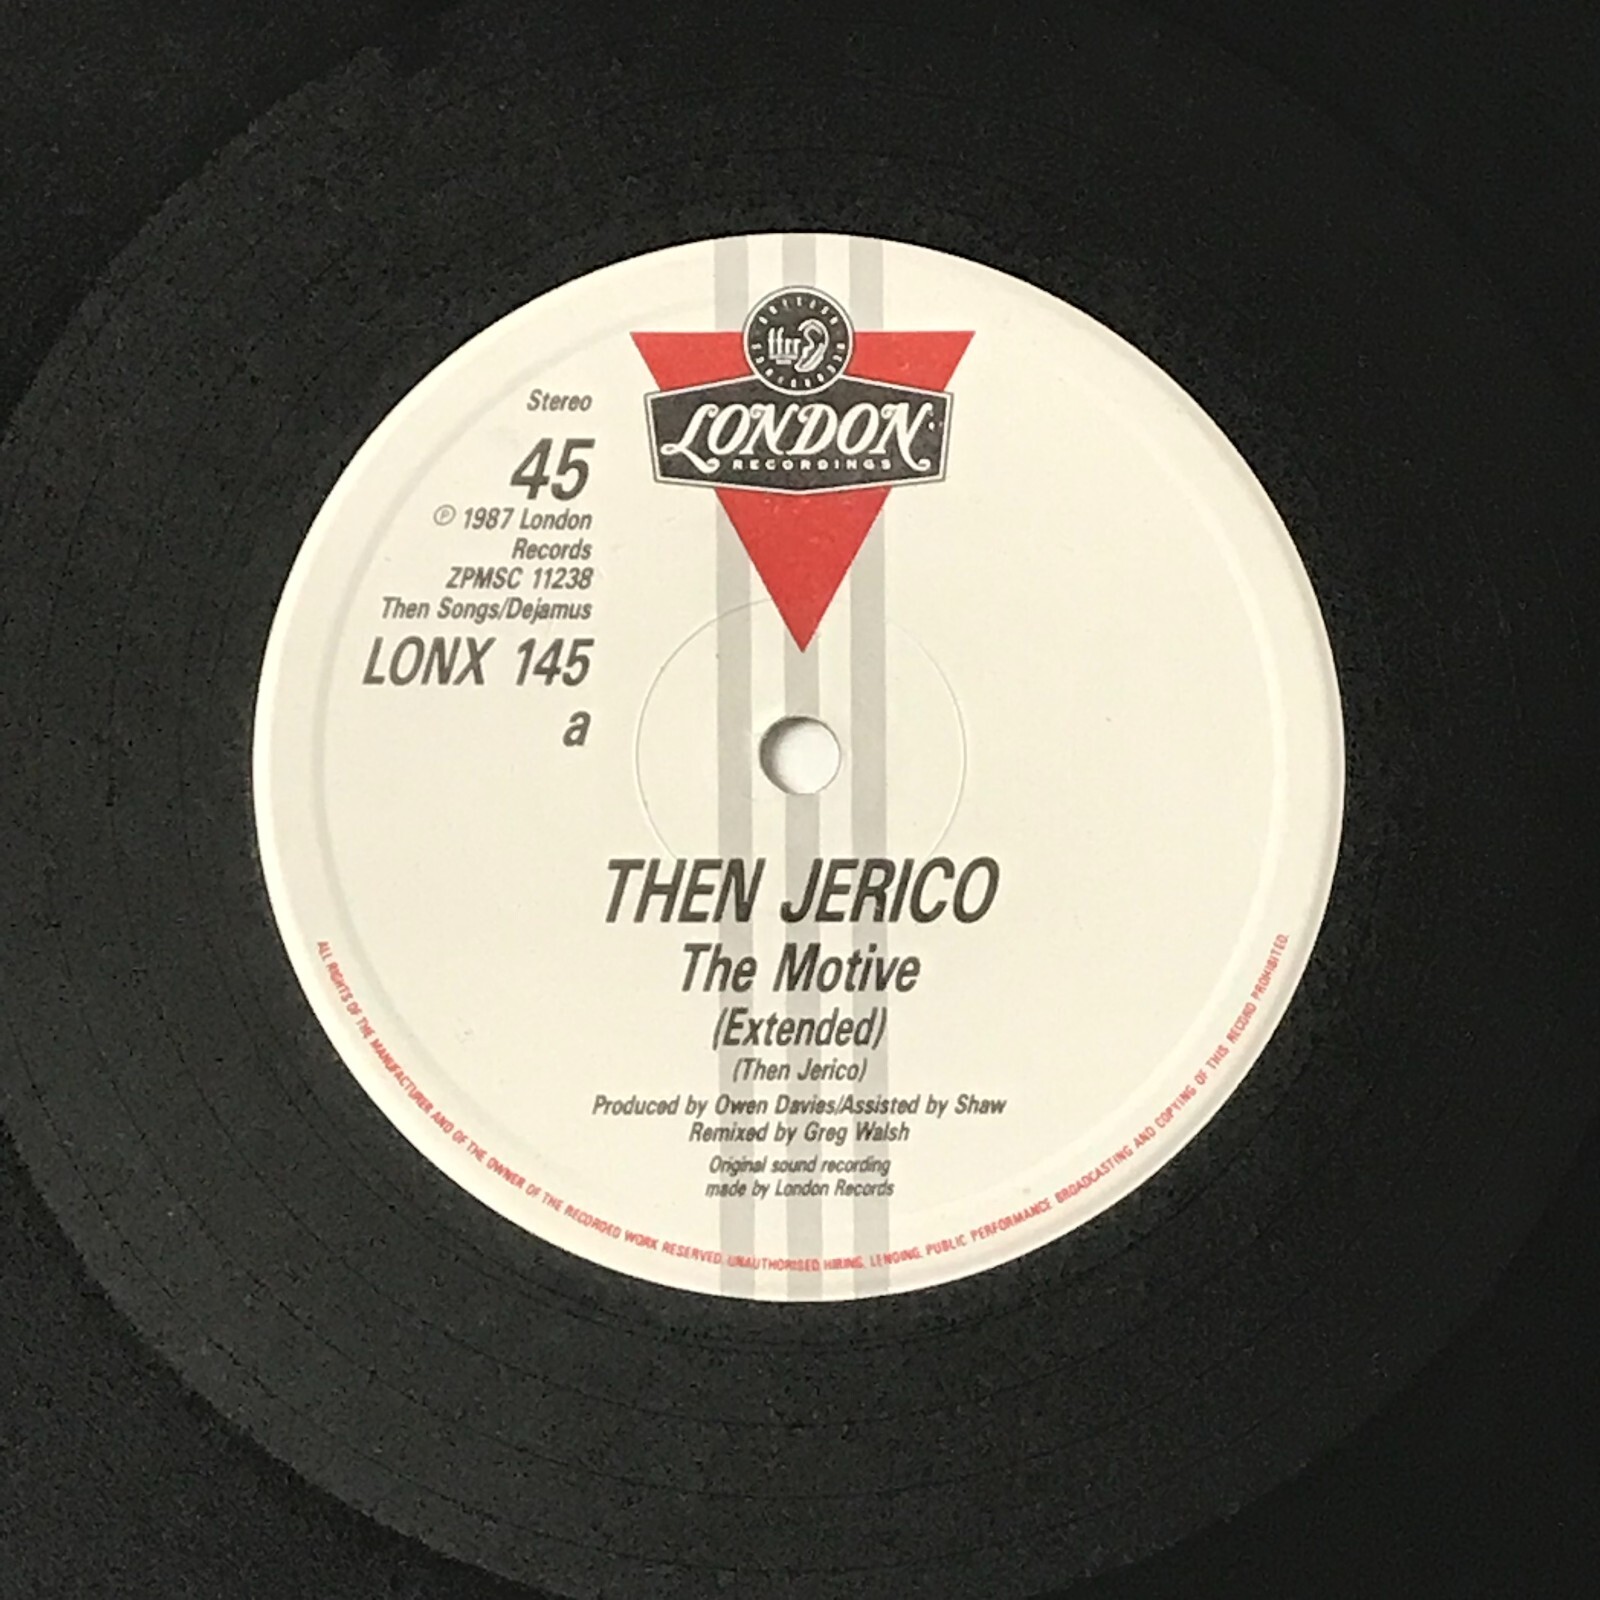 ffrr
LONDON
RECORDINGS
Stereo
45
℗ 1987 London
Records
ZPMSC 11238
Then Songs/Dejamus
LONX 145
a
THEN JERICO
The Motive
(Extended)
(Then Jerico)
Produced by Owen Davies/Assisted by Shaw
Remixed by Greg Walsh
Original sound recording
made by London Records
ALL RIGHTS OF THE MANUFACTURER AND OF THE OWNER OF THE RECORDED WORK RESERVED. UNAUTHORISED HIRING, LENDING, PUBLIC PERFORMANCE BROADCASTING AND COPYING OF THIS RECORD PROHIBITED.